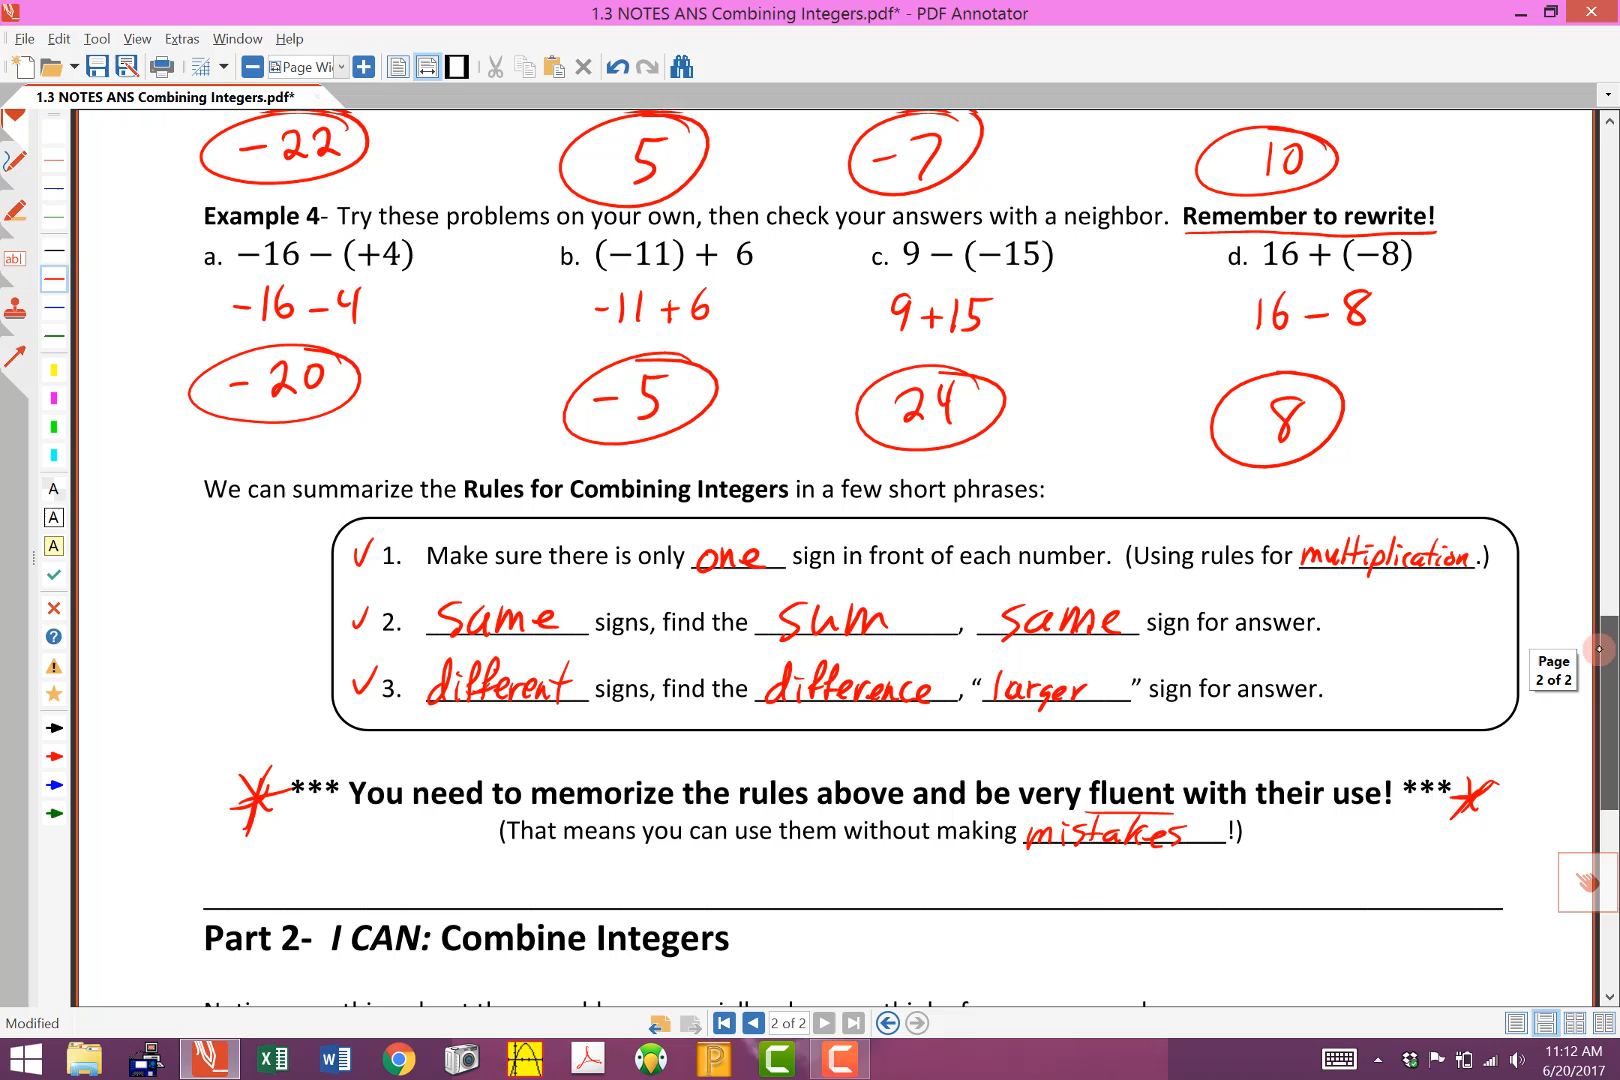 1.3 NOTES ANS Combining Integers.pdf* - PDF Annotator
File Edit Tool View Extras Window Help
Page Wi
1.3 NOTES ANS Combining Integers.pdf*
-22 5 -7 10
Example 4- Try these problems on your own, then check your answers with a neighbor. Remember to rewrite!
a. −16 − (+4) b. (−11) + 6 c. 9 − (−15) d. 16 + (−8)
-16 - 4 -11 + 6 9 + 15 16 - 8
-20 -5 24 8
We can summarize the Rules for Combining Integers in a few short phrases:
✓ 1. Make sure there is only one sign in front of each number. (Using rules for multiplication.)
✓ 2. same signs, find the sum, same sign for answer.
✓ 3. different signs, find the difference, “larger” sign for answer.
Page
2 of 2
*** You need to memorize the rules above and be very fluent with their use! ***
(That means you can use them without making mistakes!)
Part 2- I CAN: Combine Integers
abl
A
A
A
Modified
2 of 2
11:12 AM
6/20/2017